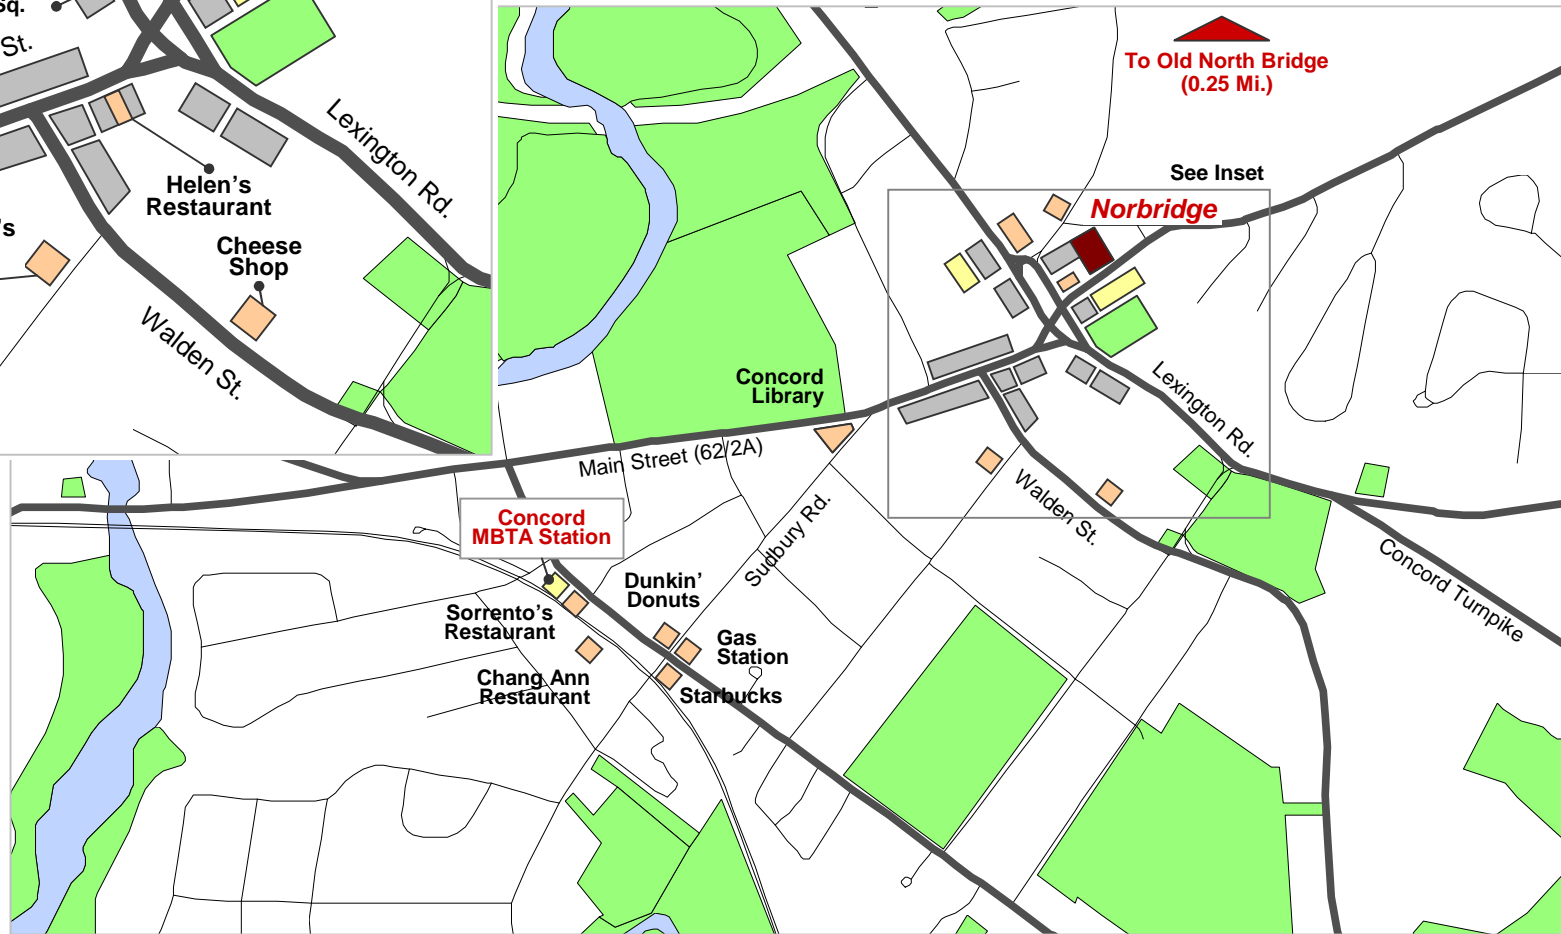 Sq.
St.
Lexington Rd.
Helen's
Restaurant
's
Cheese
Shop
Walden St.
To Old North Bridge
(0.25 Mi.)
See Inset
Norbridge
Concord
Library
Lexington Rd.
Main Street (62/2A)
Walden St.
Sudbury Rd.
Concord
MBTA Station
Concord Turnpike
Dunkin'
Donuts
Sorrento's
Restaurant
Gas
Station
Chang Ann
Restaurant
Starbucks